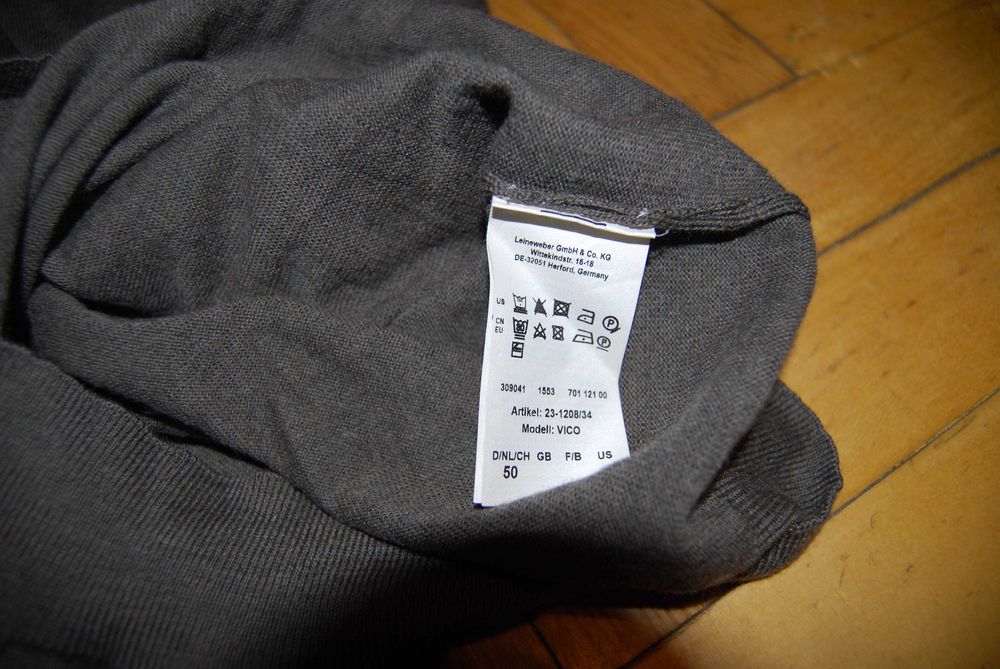 Leineweber GmbH & Co. KG
Wittekindstr. 16-18
DE-32051 Herford, Germany
US
P
CN
EU
P
309041 1553 701 121 00
Artikel: 23-1208/34
Modell: VICO
D/NL/CH GB F/B US
50